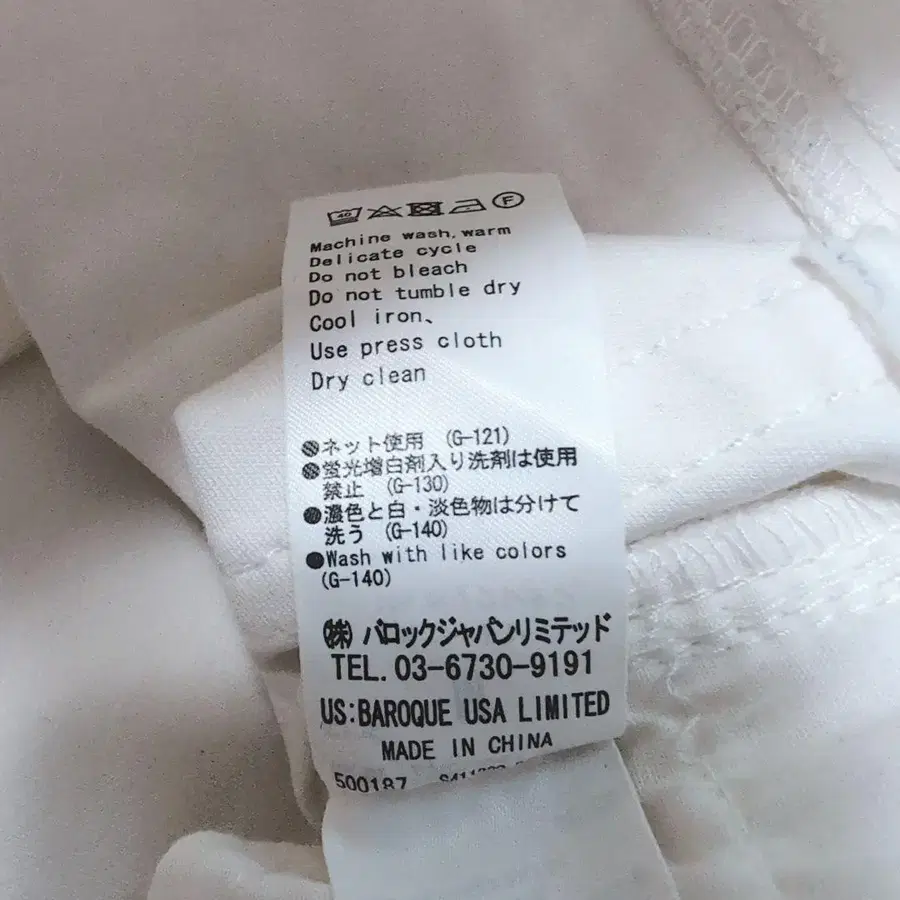 40 F
Machine wash, warm
Delicate cycle
Do not bleach
Do not tumble dry
Cool iron、
Use press cloth
Dry clean
●ネット使用 (G-121)
●蛍光増白剤入り洗剤は使用
禁止 (G-130)
●濃色と白・淡色物は分けて
洗う (G-140)
●Wash with like colors
(G-140)
㈱ バロックジャパンリミテッド
TEL. 03-6730-9191
US:BAROQUE USA LIMITED
MADE IN CHINA
500187